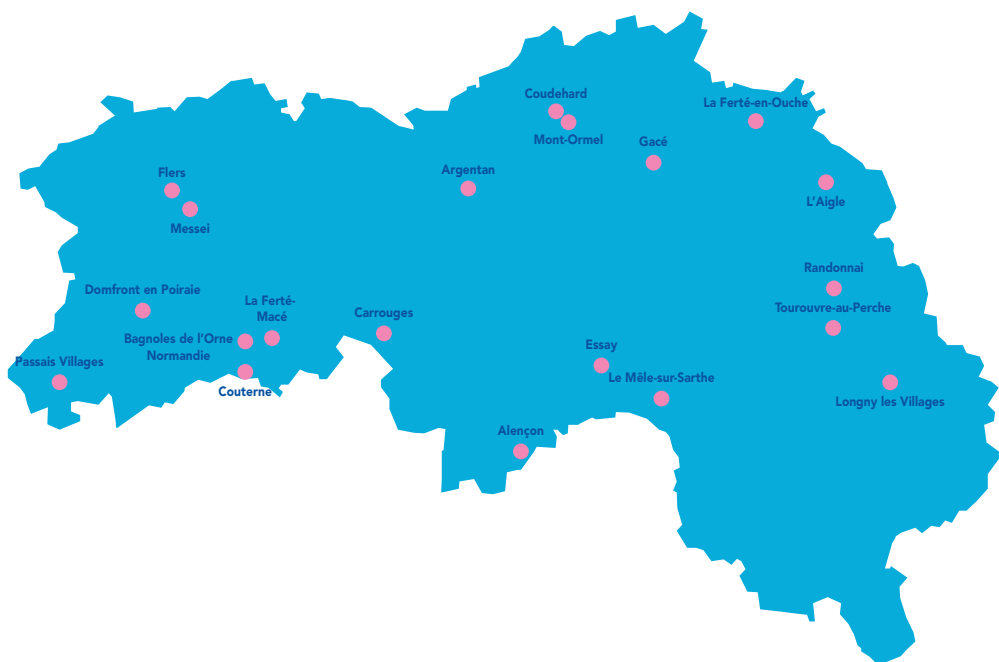 Coudehard
La Ferté-en-Ouche
Mont-Ormel
Gacé
Argentan
Flers
L'Aigle
Messei
Randonnai
Domfront en Poiraie
La Ferté-
Macé
Tourouvre-au-Perche
Carrouges
Bagnoles de l'Orne
Normandie
Essay
Passais Villages
Le Mêle-sur-Sarthe
Couterne
Longny les Villages
Alençon